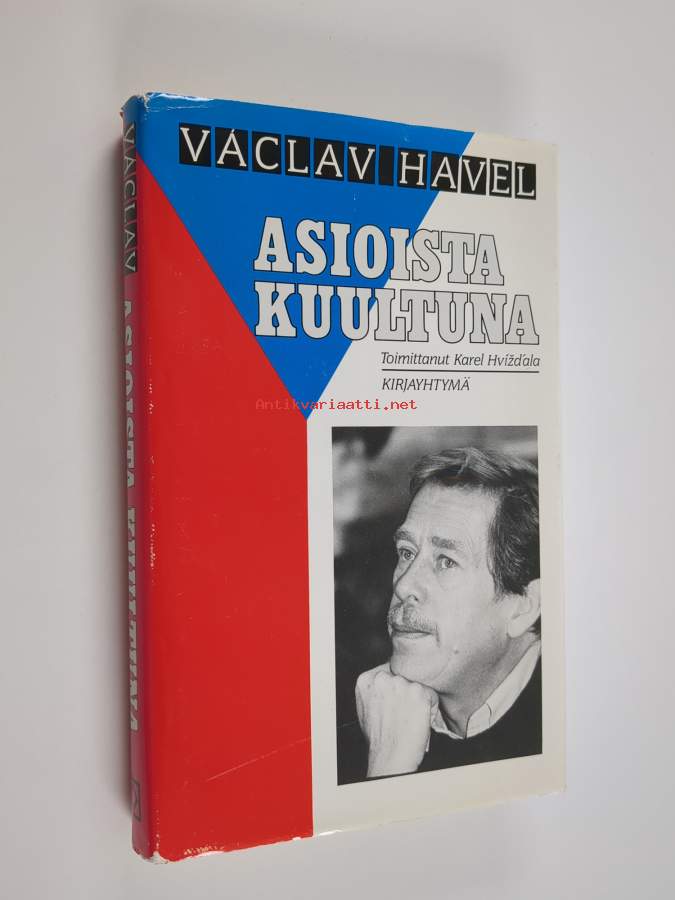 VÁCLAV HAVEL
ASIOISTA
KUULTUNA
Toimittanut Karel Hvížďala
KIRJAYHTYMÄ
Antikvariaatti.net
VÁCLAV ASIOISTA KUULTUNA